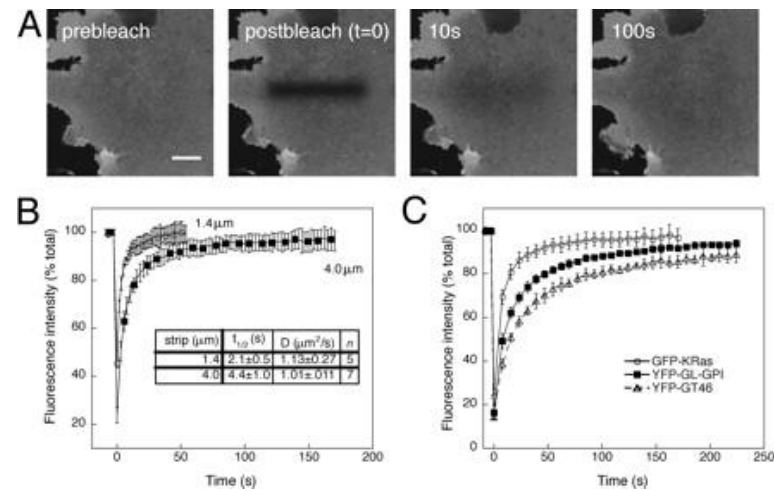 A
prebleach
postbleach (t=0)
10s
100s
B
Fluorescence intensity (% total)
100
80
60
40
20
1.4µm
4.0µm
strip (µm) t1/2 (s) D (µm²/s) n
1.4 2.1±0.5 1.13±0.27 5
4.0 4.4±1.0 1.01±.011 7
0 50 100 150 200
Time (s)
C
Fluorescence intensity (% total)
100
80
60
40
20
0
GFP-KRas
YFP-GL-GPI
YFP-GT46
0 50 100 150 200 250
Time (s)